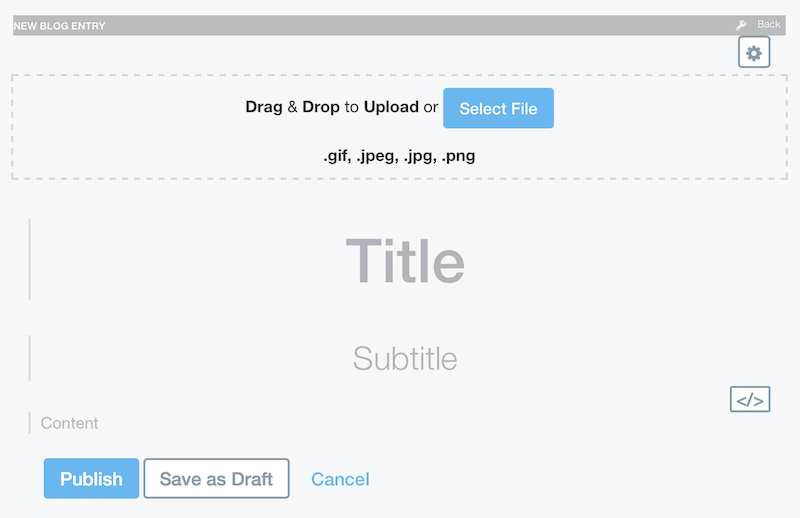 NEW BLOG ENTRY Back
Drag & Drop to Upload or Select File
.gif, .jpeg, .jpg, .png
Title
Subtitle
</>
Content
Publish Save as Draft Cancel